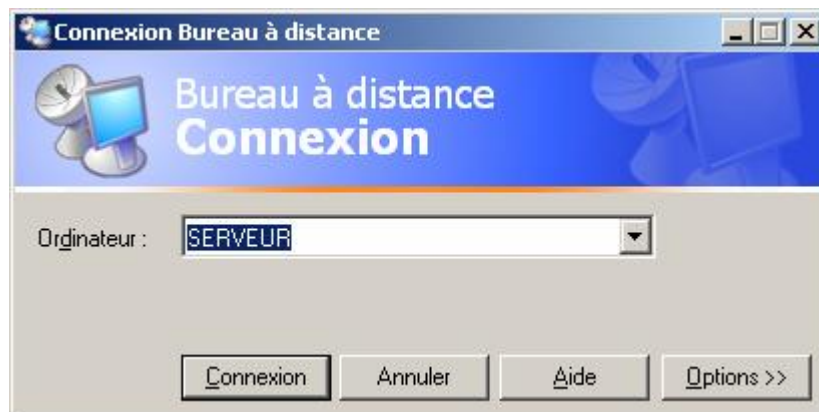 Connexion Bureau à distance
Bureau à distance
Connexion
Ordinateur : SERVEUR
Connexion Annuler Aide Options >>